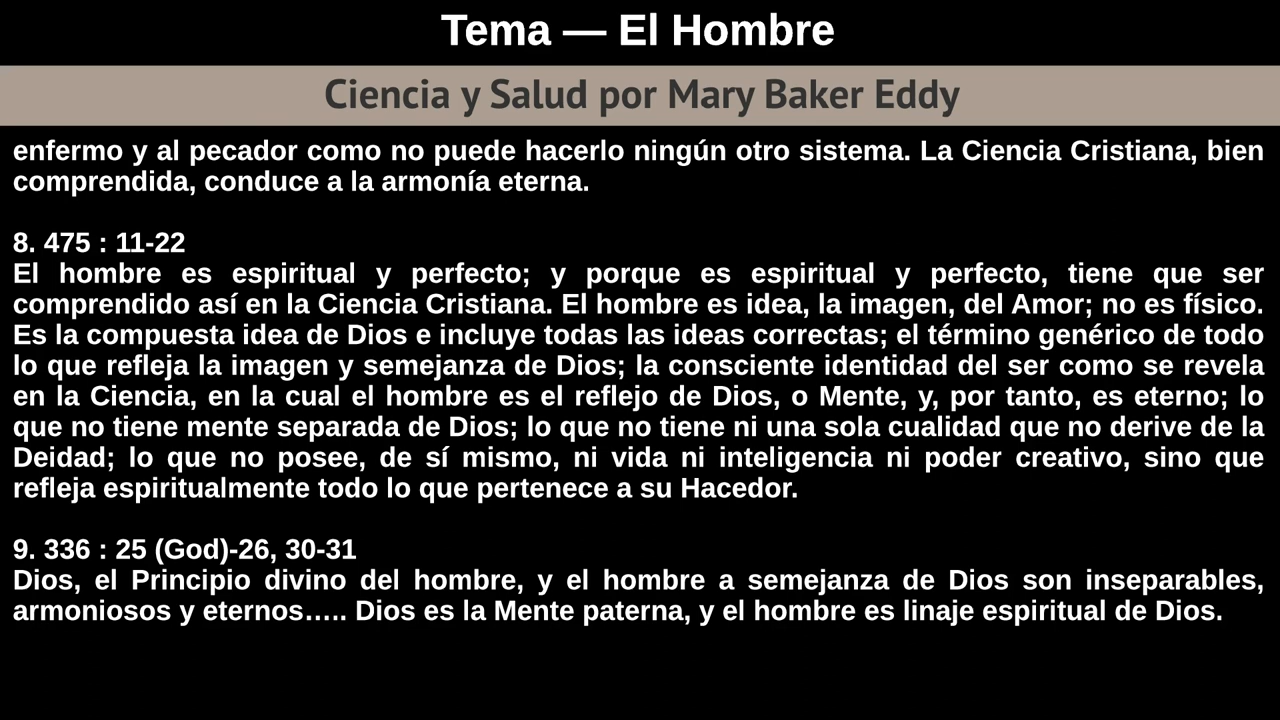 Tema — El Hombre
Ciencia y Salud por Mary Baker Eddy
enfermo y al pecador como no puede hacerlo ningún otro sistema. La Ciencia Cristiana, bien
comprendida, conduce a la armonía eterna.
8. 475 : 11-22
El hombre es espiritual y perfecto; y porque es espiritual y perfecto, tiene que ser
comprendido así en la Ciencia Cristiana. El hombre es idea, la imagen, del Amor; no es físico.
Es la compuesta idea de Dios e incluye todas las ideas correctas; el término genérico de todo
lo que refleja la imagen y semejanza de Dios; la consciente identidad del ser como se revela
en la Ciencia, en la cual el hombre es el reflejo de Dios, o Mente, y, por tanto, es eterno; lo
que no tiene mente separada de Dios; lo que no tiene ni una sola cualidad que no derive de la
Deidad; lo que no posee, de sí mismo, ni vida ni inteligencia ni poder creativo, sino que
refleja espiritualmente todo lo que pertenece a su Hacedor.
9. 336 : 25 (God)-26, 30-31
Dios, el Principio divino del hombre, y el hombre a semejanza de Dios son inseparables,
armoniosos y eternos….. Dios es la Mente paterna, y el hombre es linaje espiritual de Dios.